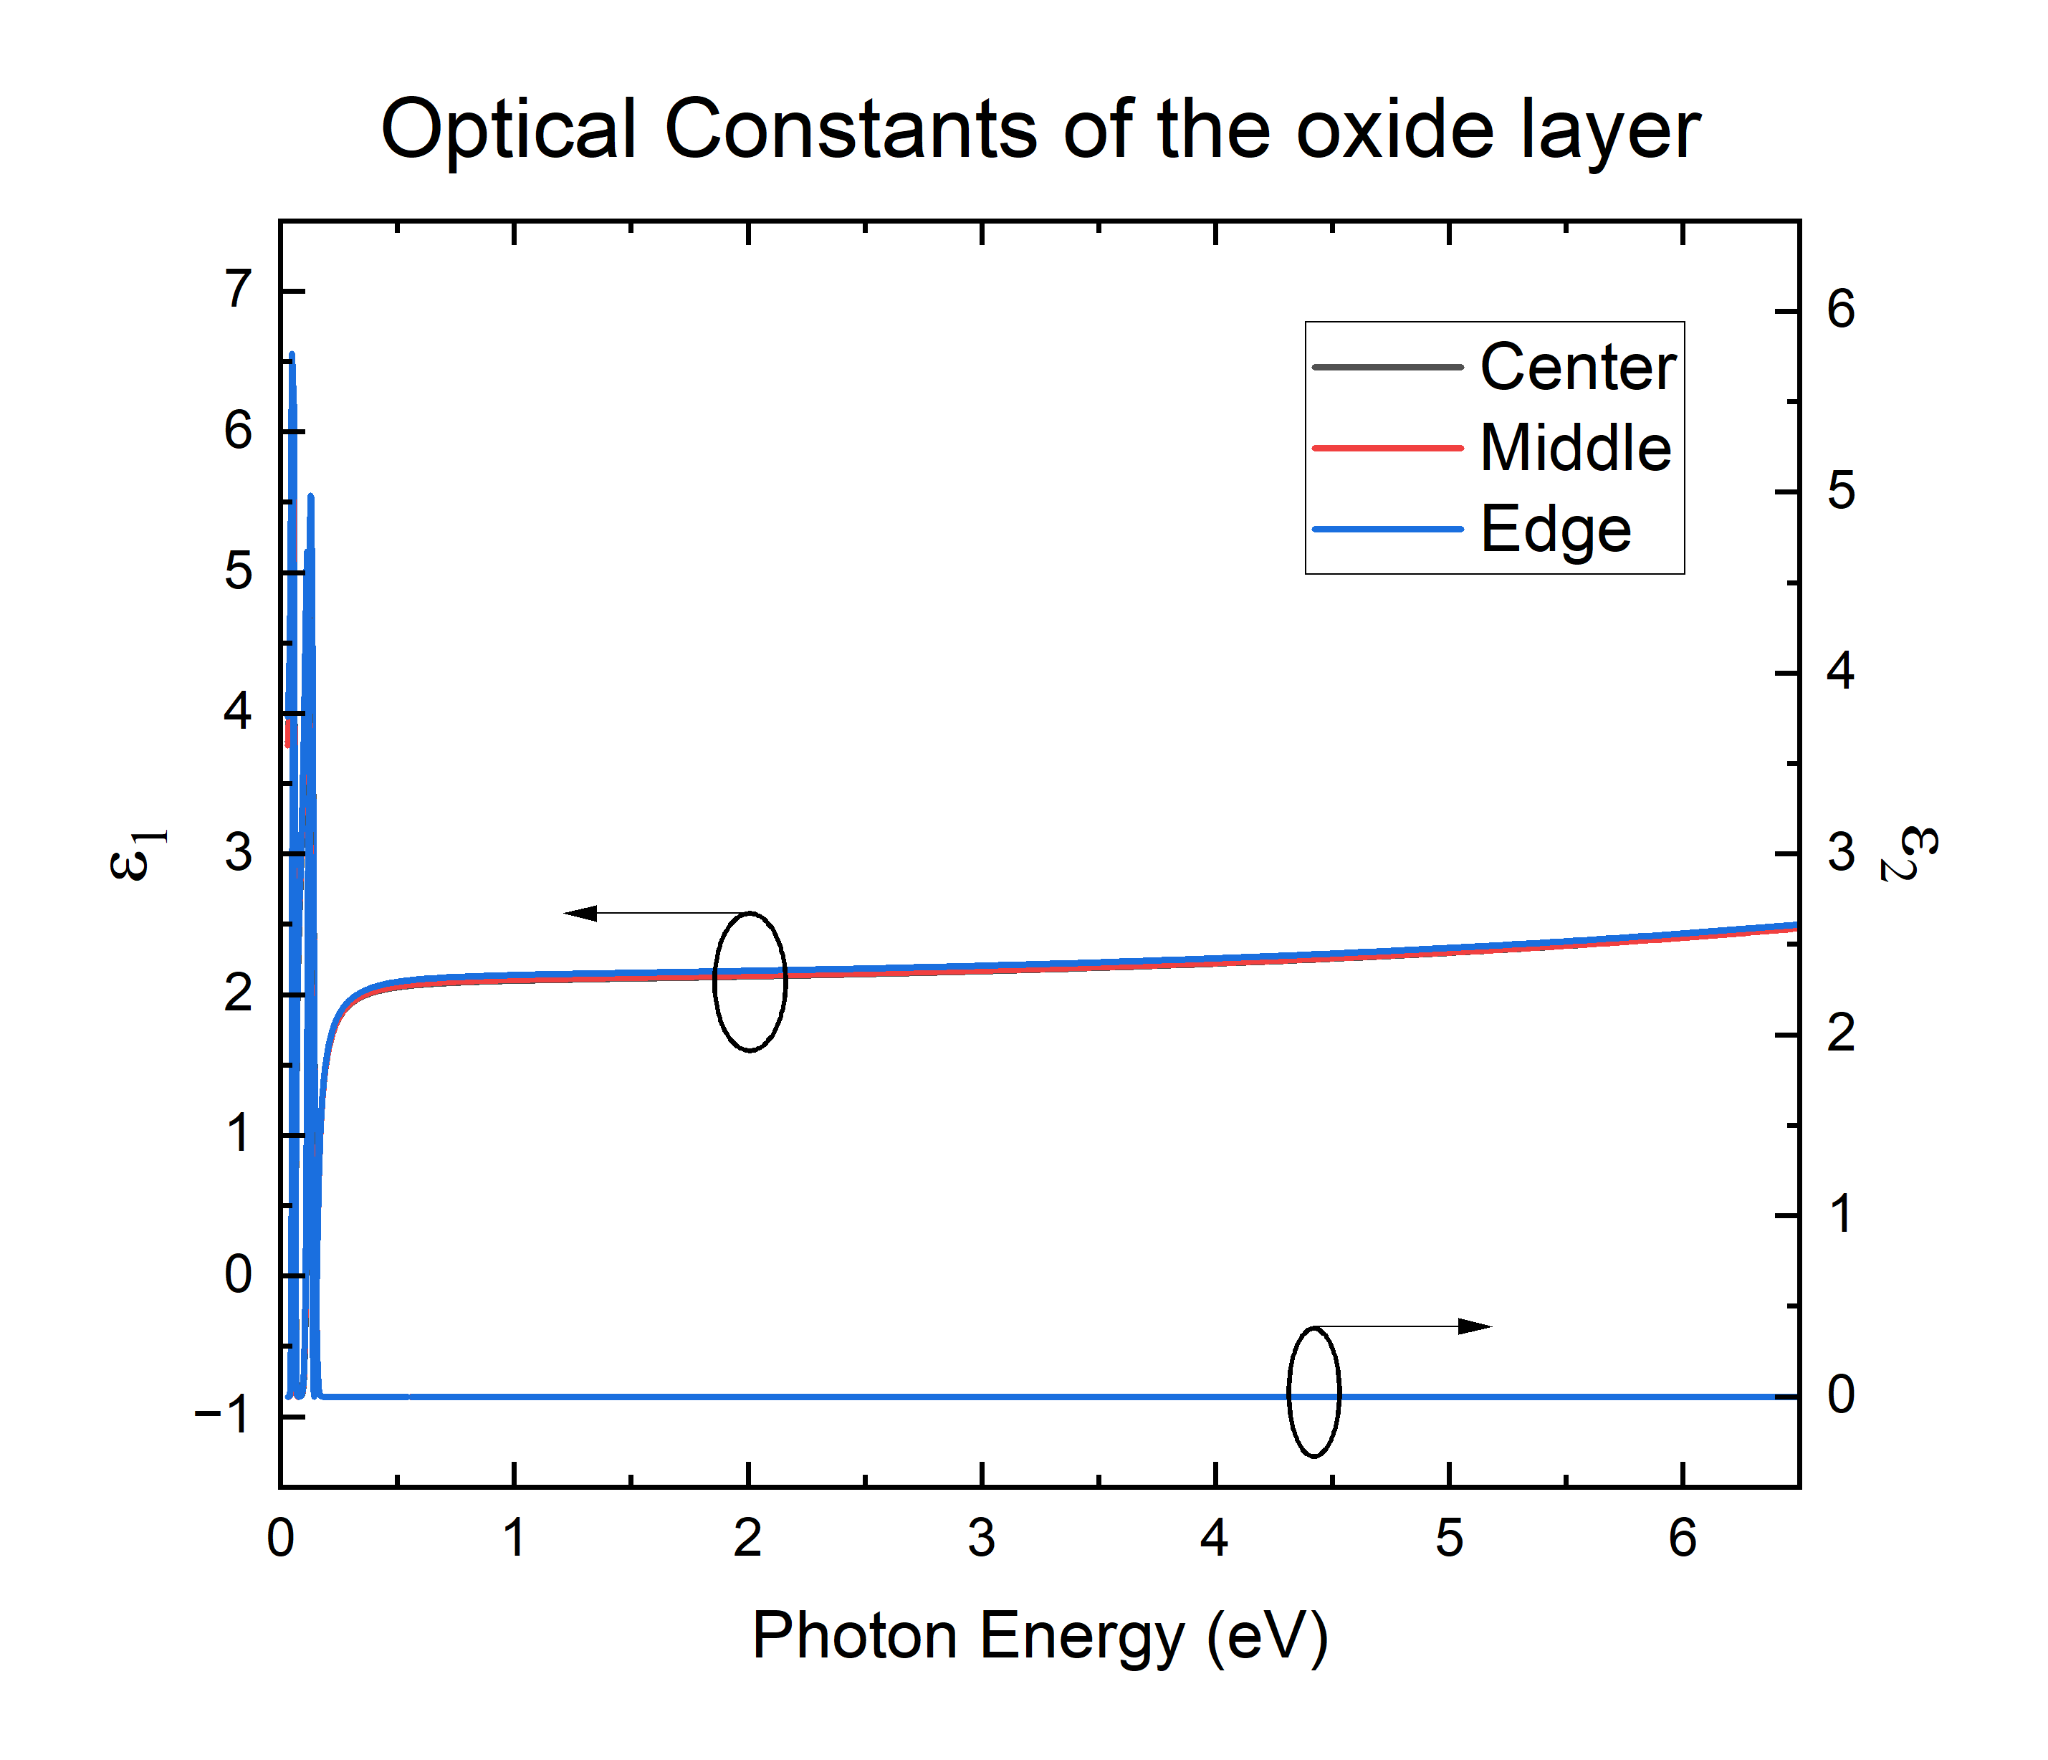 Optical Constants of the oxide layer
7
6
5
4
3
2
1
0
−1
ε1
6
5
4
3
2
1
0
ε2
Center
Middle
Edge
0 1 2 3 4 5 6
Photon Energy (eV)